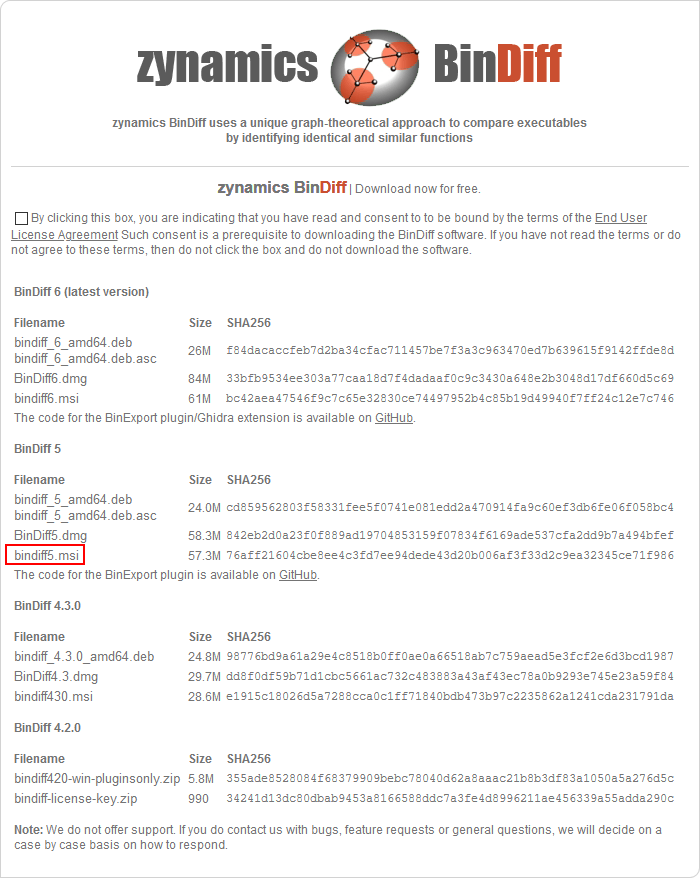 zynamics BinDiff
zynamics BinDiff uses a unique graph-theoretical approach to compare executables
by identifying identical and similar functions
zynamics BinDiff | Download now for free.
By clicking this box, you are indicating that you have read and consent to to be bound by the terms of the End User
License Agreement Such consent is a prerequisite to downloading the BinDiff software. If you have not read the terms or do
not agree to these terms, then do not click the box and do not download the software.
BinDiff 6 (latest version)
Filename Size SHA256
bindiff_6_amd64.deb
bindiff_6_amd64.deb.asc
26M f84dacaccfeb7d2ba34cfac711457be7f3a3c963470ed7b639615f9142ffde8d
BinDiff6.dmg 84M 33bfb9534ee303a77caa18d7f4dadaaf0c9c3430a648e2b3048d17df660d5c69
bindiff6.msi 61M bc42aea47546f9c7c65e32830ce74497952b4c85b19d49940f7ff24c12e7c746
The code for the BinExport plugin/Ghidra extension is available on GitHub.
BinDiff 5
Filename Size SHA256
bindiff_5_amd64.deb
bindiff_5_amd64.deb.asc
24.0M cd859562803f58331fee5f0741e081edd2a470914fa9c60ef3db6fe06f058bc4
BinDiff5.dmg 58.3M 842eb2d0a23f0f889ad19704853159f07834f6169ade537cfa2dd9b7a494bfef
bindiff5.msi 57.3M 76aff21604cbe8ee4c3fd7ee94dede43d20b006af3f33d2c9ea32345ce71f986
The code for the BinExport plugin is available on GitHub.
BinDiff 4.3.0
Filename Size SHA256
bindiff_4.3.0_amd64.deb 24.8M 98776bd9a61a29e4c8518b0ff0ae0a66518ab7c759aead5e3fcf2e6d3bcd1987
BinDiff4.3.dmg 29.7M dd8f0df59b71d1cbc5661ac732c483883a43af43ec78a0b9293e745e23a59f84
bindiff430.msi 28.6M e1915c18026d5a7288cca0c1ff71840bdb473b97c2235862a1241cda231791da
BinDiff 4.2.0
Filename Size SHA256
bindiff420-win-pluginsonly.zip 5.8M 355ade8528084f68379909bebc78040d62a8aaac21b8b3df83a1050a5a276d5c
bindiff-license-key.zip 990 34241d13dc80dbab9453a8166588ddc7a3fe4d8996211ae456339a55adda290c
Note: We do not offer support. If you do contact us with bugs, feature requests or general questions, we will decide on a
case by case basis on how to respond.